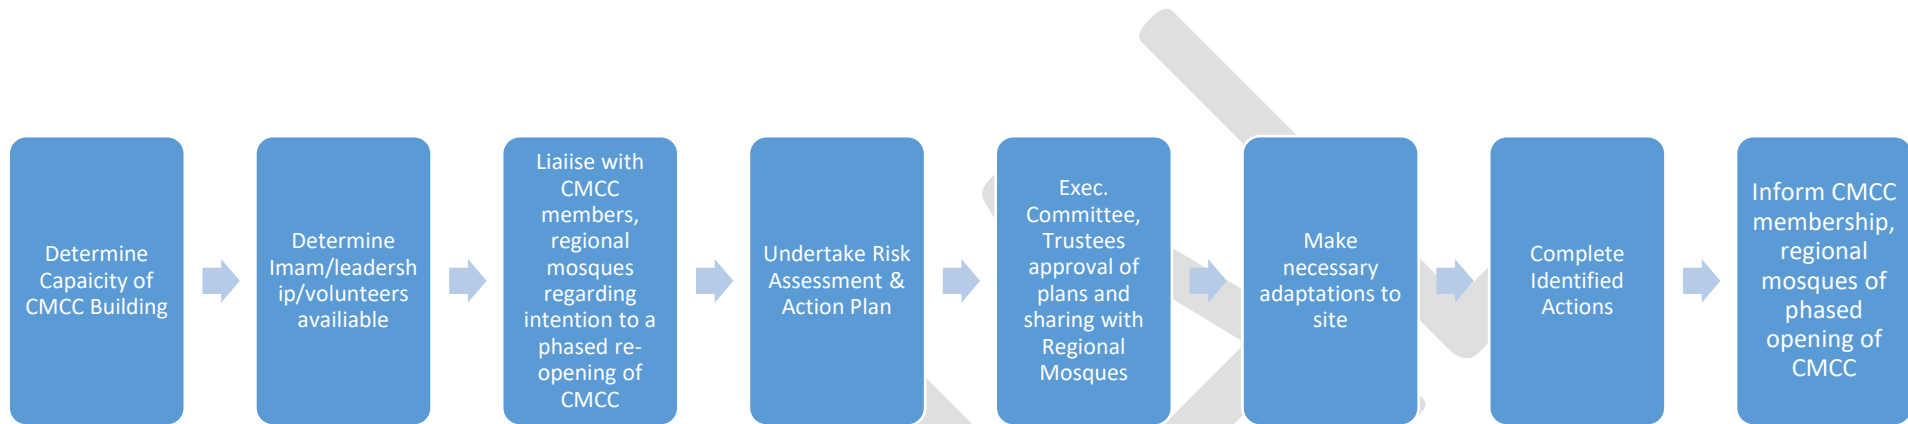 Determine
Capaicity of
CMCC Building
Determine
Imam/leadersh
ip/volunteers
availiable
Liaiise with
CMCC
members,
regional
mosques
regarding
intention to a
phased re-
opening of
CMCC
Undertake Risk
Assessment &
Action Plan
Exec.
Committee,
Trustees
approval of
plans and
sharing with
Regional
Mosques
Make
necessary
adaptations to
site
Complete
Identified
Actions
Inform CMCC
membership,
regional
mosques of
phased
opening of
CMCC